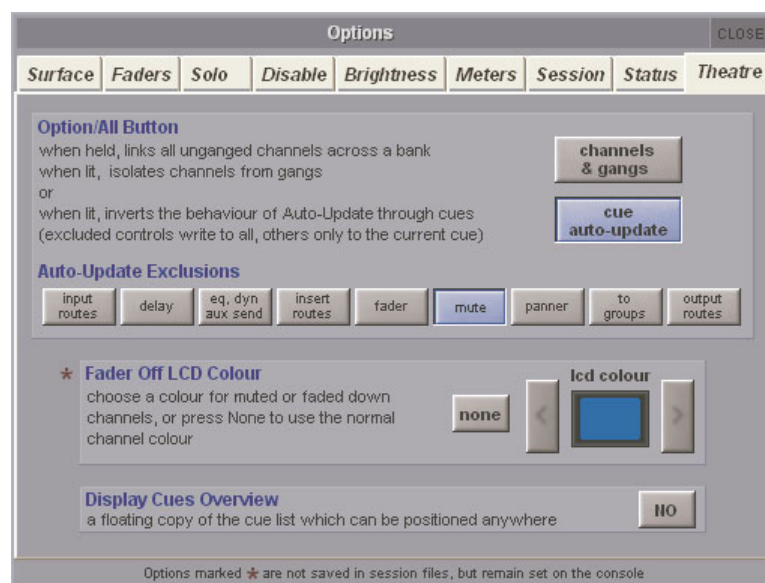 Options
CLOSE
Surface Faders Solo Disable Brightness Meters Session Status Theatre
Option/All Button
when held, links all unganged channels across a bank
when lit, isolates channels from gangs
or
when lit, inverts the behaviour of Auto-Update through cues
(excluded controls write to all, others only to the current cue)
channels
& gangs
cue
auto-update
Auto-Update Exclusions
input
routes
delay
eq, dyn
aux send
insert
routes
fader
mute
panner
to
groups
output
routes
* Fader Off LCD Colour
choose a colour for muted or faded down
channels, or press None to use the normal
channel colour
none
lcd colour
<
>
Display Cues Overview
a floating copy of the cue list which can be positioned anywhere
NO
Options marked * are not saved in session files, but remain set on the console